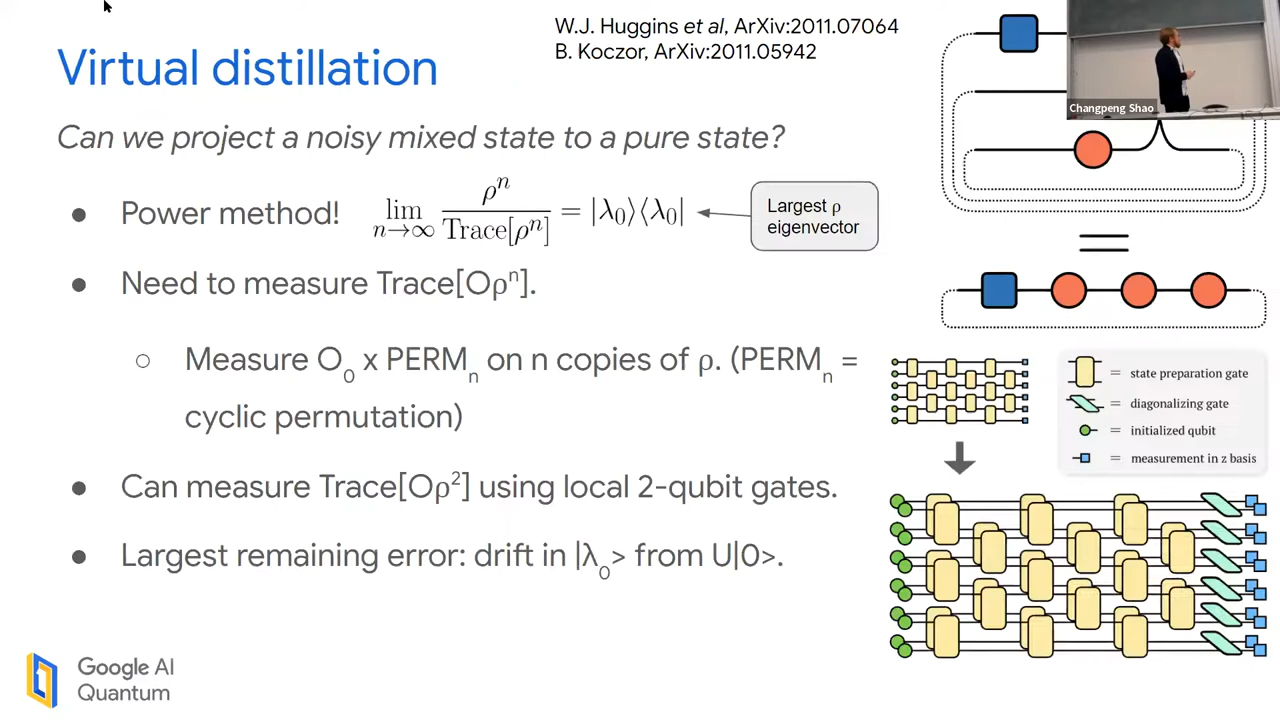 W.J. Huggins et al, ArXiv:2011.07064
B. Koczor, ArXiv:2011.05942
Virtual distillation
Changpeng Shao
Can we project a noisy mixed state to a pure state?
● Power method! lim n→∞ ρⁿ / Trace[ρⁿ] = |λ₀⟩⟨λ₀|
Largest ρ
eigenvector
● Need to measure Trace[Oρⁿ].
○ Measure O₀ x PERMₙ on n copies of ρ. (PERMₙ =
cyclic permutation)
● Can measure Trace[Oρ²] using local 2-qubit gates.
● Largest remaining error: drift in |λ₀> from U|0>.
=
= state preparation gate
= diagonalizing gate
= initialized qubit
= measurement in z basis
Google AI
Quantum